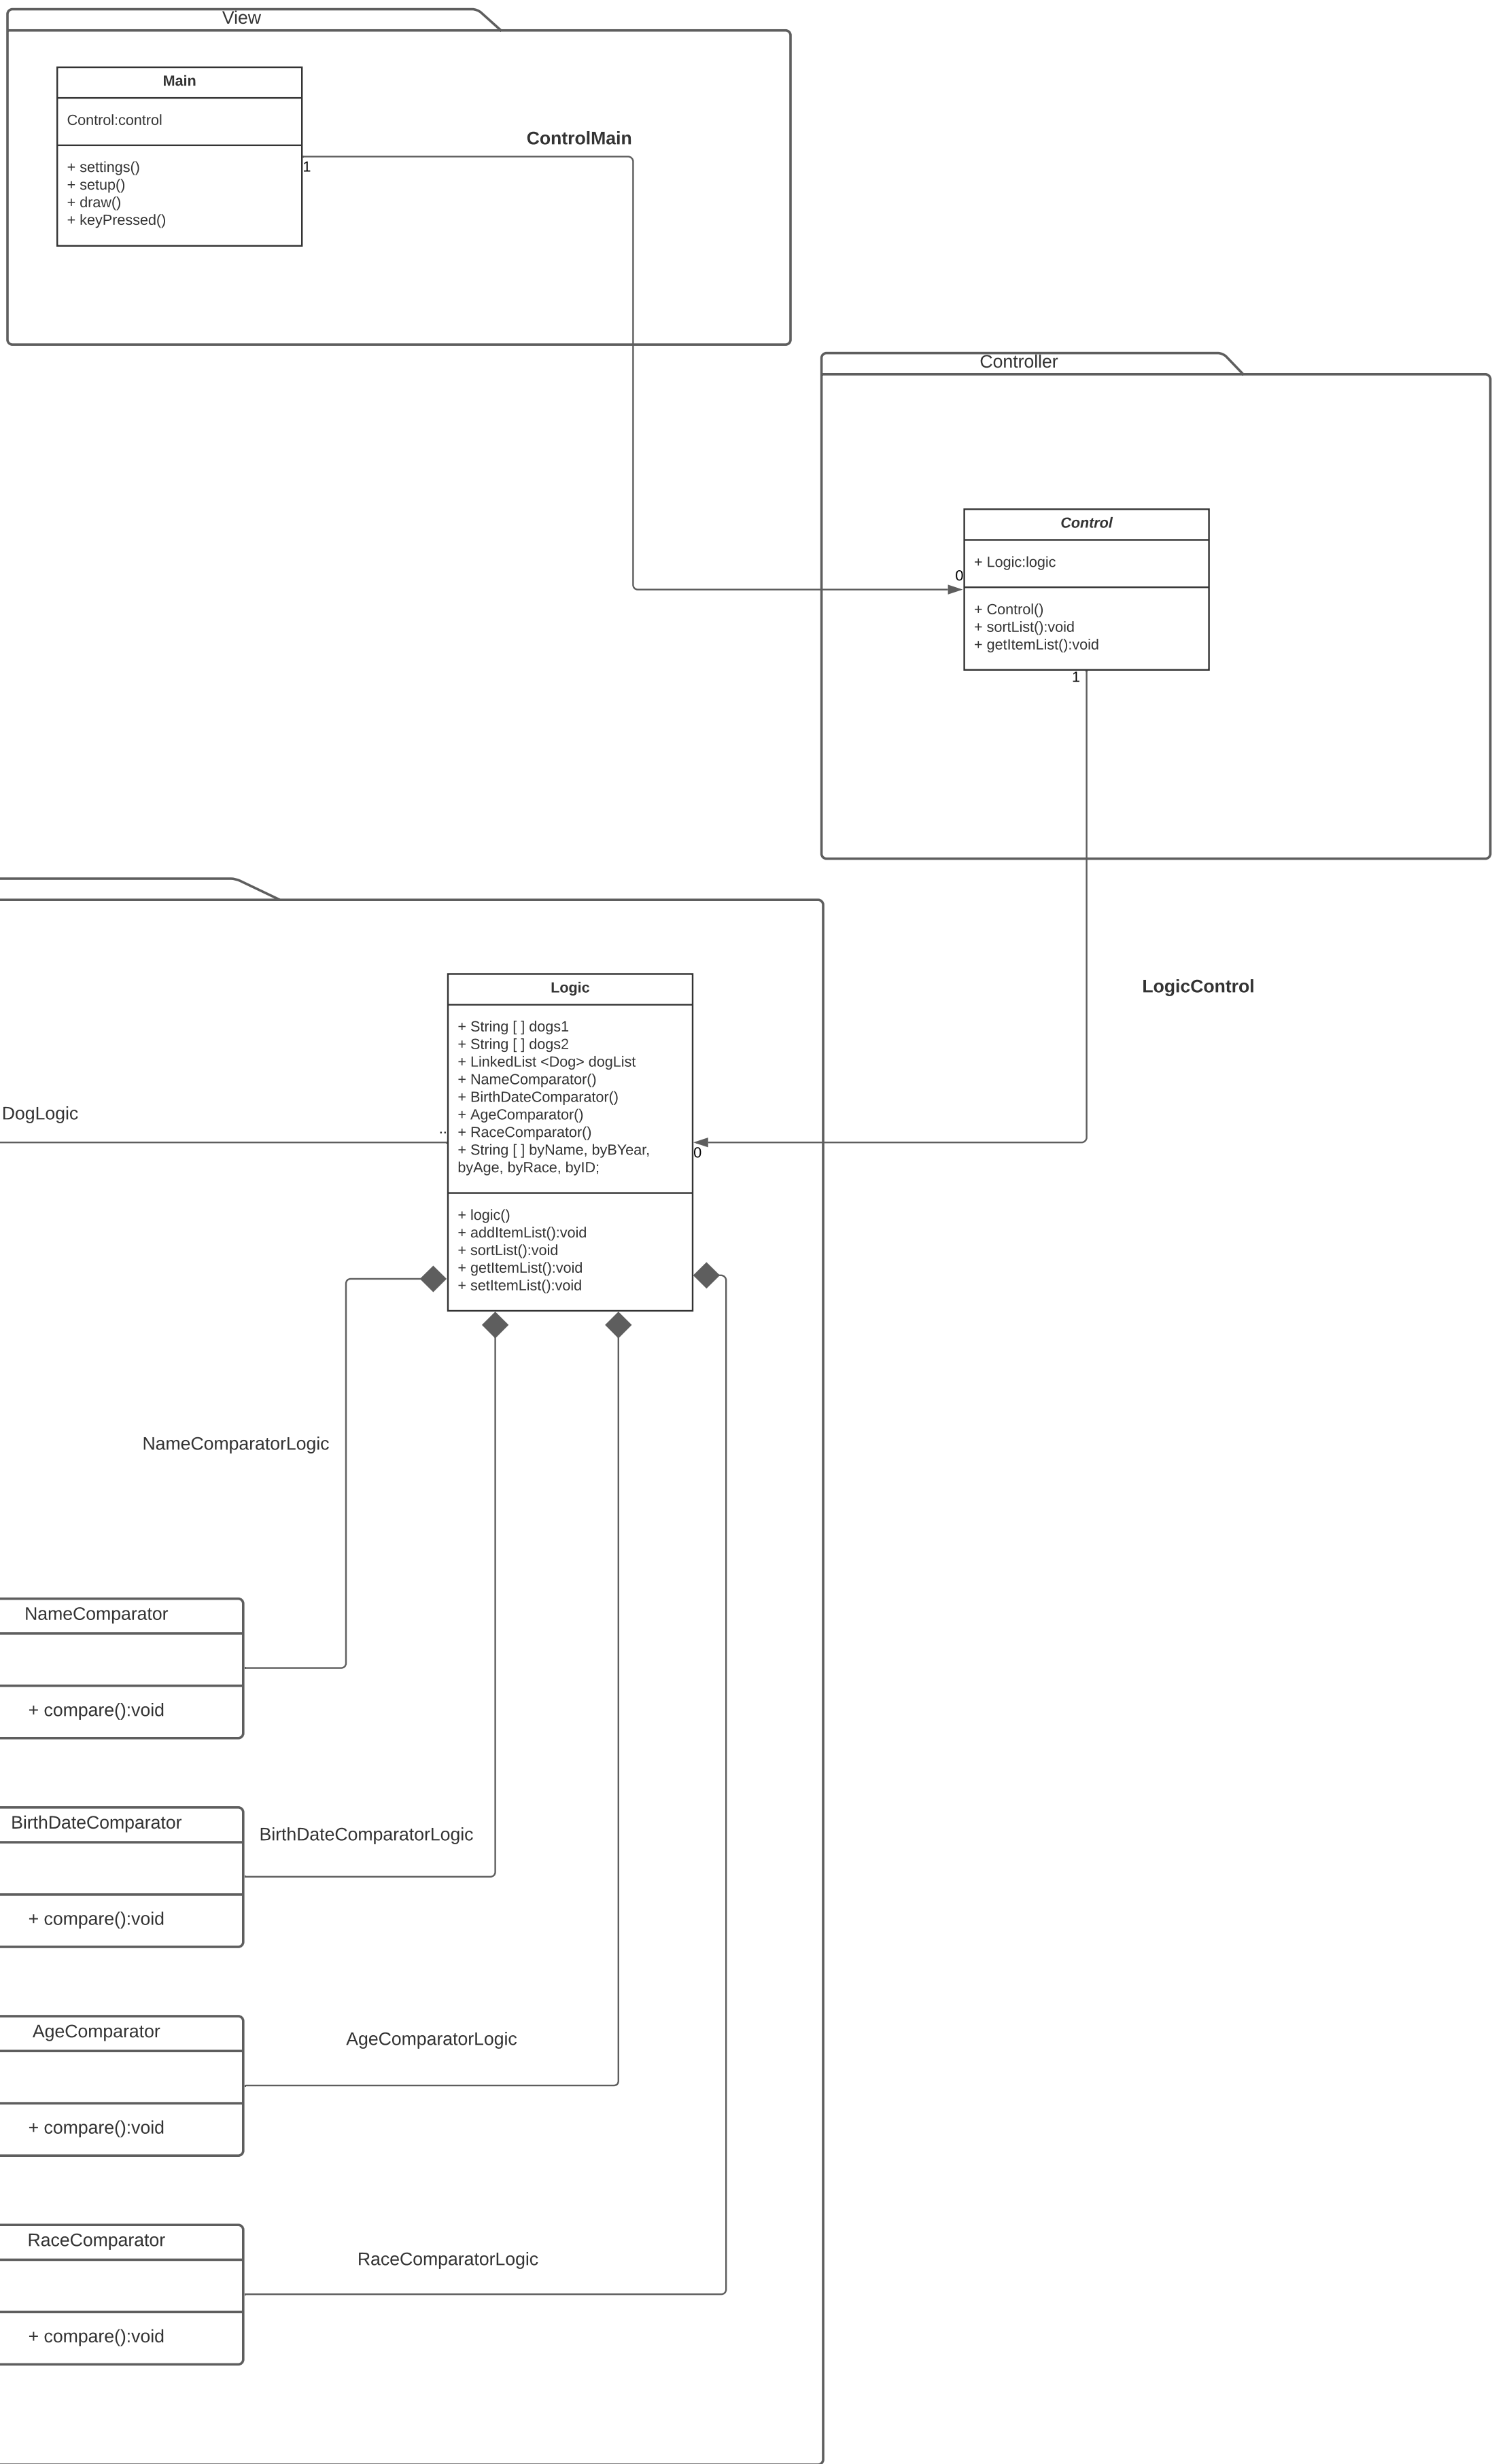 View
Main
Control:control
+ settings()
+ setup()
+ draw()
+ keyPressed()
1
ControlMain
Controller
Control
+ Logic:logic
0
+ Control()
+ sortList():void
+ getItemList():void
1
LogicControl
Logic
+ String [ ] dogs1
+ String [ ] dogs2
+ LinkedList <Dog> dogList
+ NameComparator()
+ BirthDateComparator()
+ AgeComparator()
+ RaceComparator()
+ String [ ] byName, byBYear,
byAge, byRace, byID;
DogLogic
..
0
+ logic()
+ addItemList():void
+ sortList():void
+ getItemList():void
+ setItemList():void
NameComparatorLogic
NameComparator
+ compare():void
BirthDateComparator
BirthDateComparatorLogic
+ compare():void
AgeComparator
AgeComparatorLogic
+ compare():void
RaceComparator
RaceComparatorLogic
+ compare():void